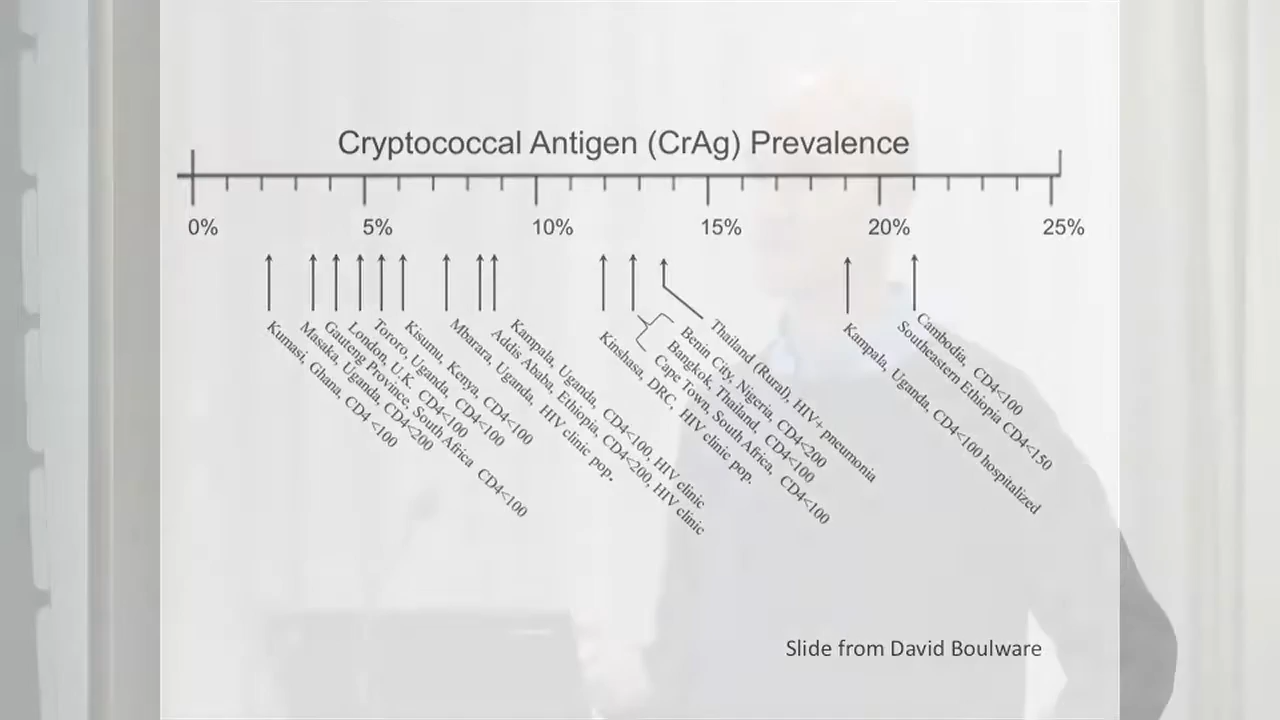 Cryptococcal Antigen (CrAg) Prevalence
0% 5% 10% 15% 20% 25%
Kumasi, Ghana, CD4 <100
Masaka, Uganda, CD4<200
Gauteng Province, South Africa CD4<100
London, U.K. CD4<100
Tororo, Uganda, CD4<100
Kisumu, Kenya, CD4<100
Mbarara, Uganda, HIV clinic pop.
Addis Ababa, Ethiopia, CD4<200, HIV clinic
Kampala, Uganda, CD4<100, HIV clinic
Kinshasa, DRC, HIV clinic pop.
Cape Town, South Africa, CD4<100
Bangkok, Thailand, CD4<100
Benin City, Nigeria, CD4<200
Thailand (Rural), HIV+ pneumonia
Kampala, Uganda, CD4<100 hospitalized
Southeastern Ethiopia CD4<150
Cambodia, CD4<100
Slide from David Boulware